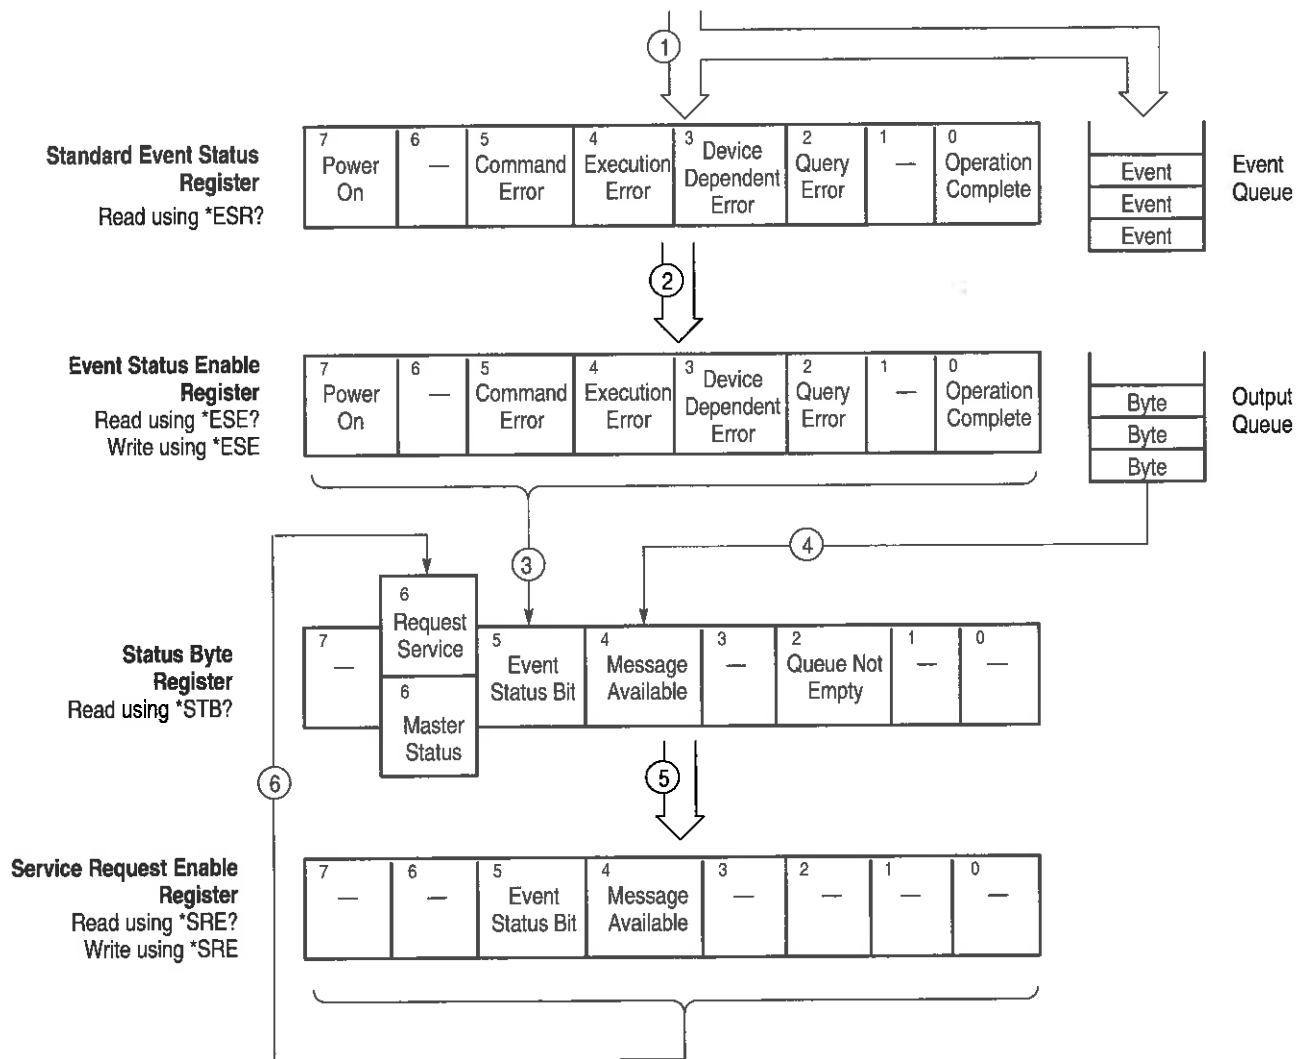 1
Standard Event Status
Register
Read using *ESR?
7 Power On
6 —
5 Command Error
4 Execution Error
3 Device Dependent Error
2 Query Error
1 —
0 Operation Complete
Event
Event
Event
Event
Queue
2
Event Status Enable
Register
Read using *ESE?
Write using *ESE
7 Power On
6 —
5 Command Error
4 Execution Error
3 Device Dependent Error
2 Query Error
1 —
0 Operation Complete
Byte
Byte
Byte
Output
Queue
3
4
Status Byte
Register
Read using *STB?
7 —
6 Request Service
6 Master Status
5 Event Status Bit
4 Message Available
3 —
2 Queue Not Empty
1 —
0 —
6
5
Service Request Enable
Register
Read using *SRE?
Write using *SRE
7 —
6 —
5 Event Status Bit
4 Message Available
3 —
2 —
1 —
0 —